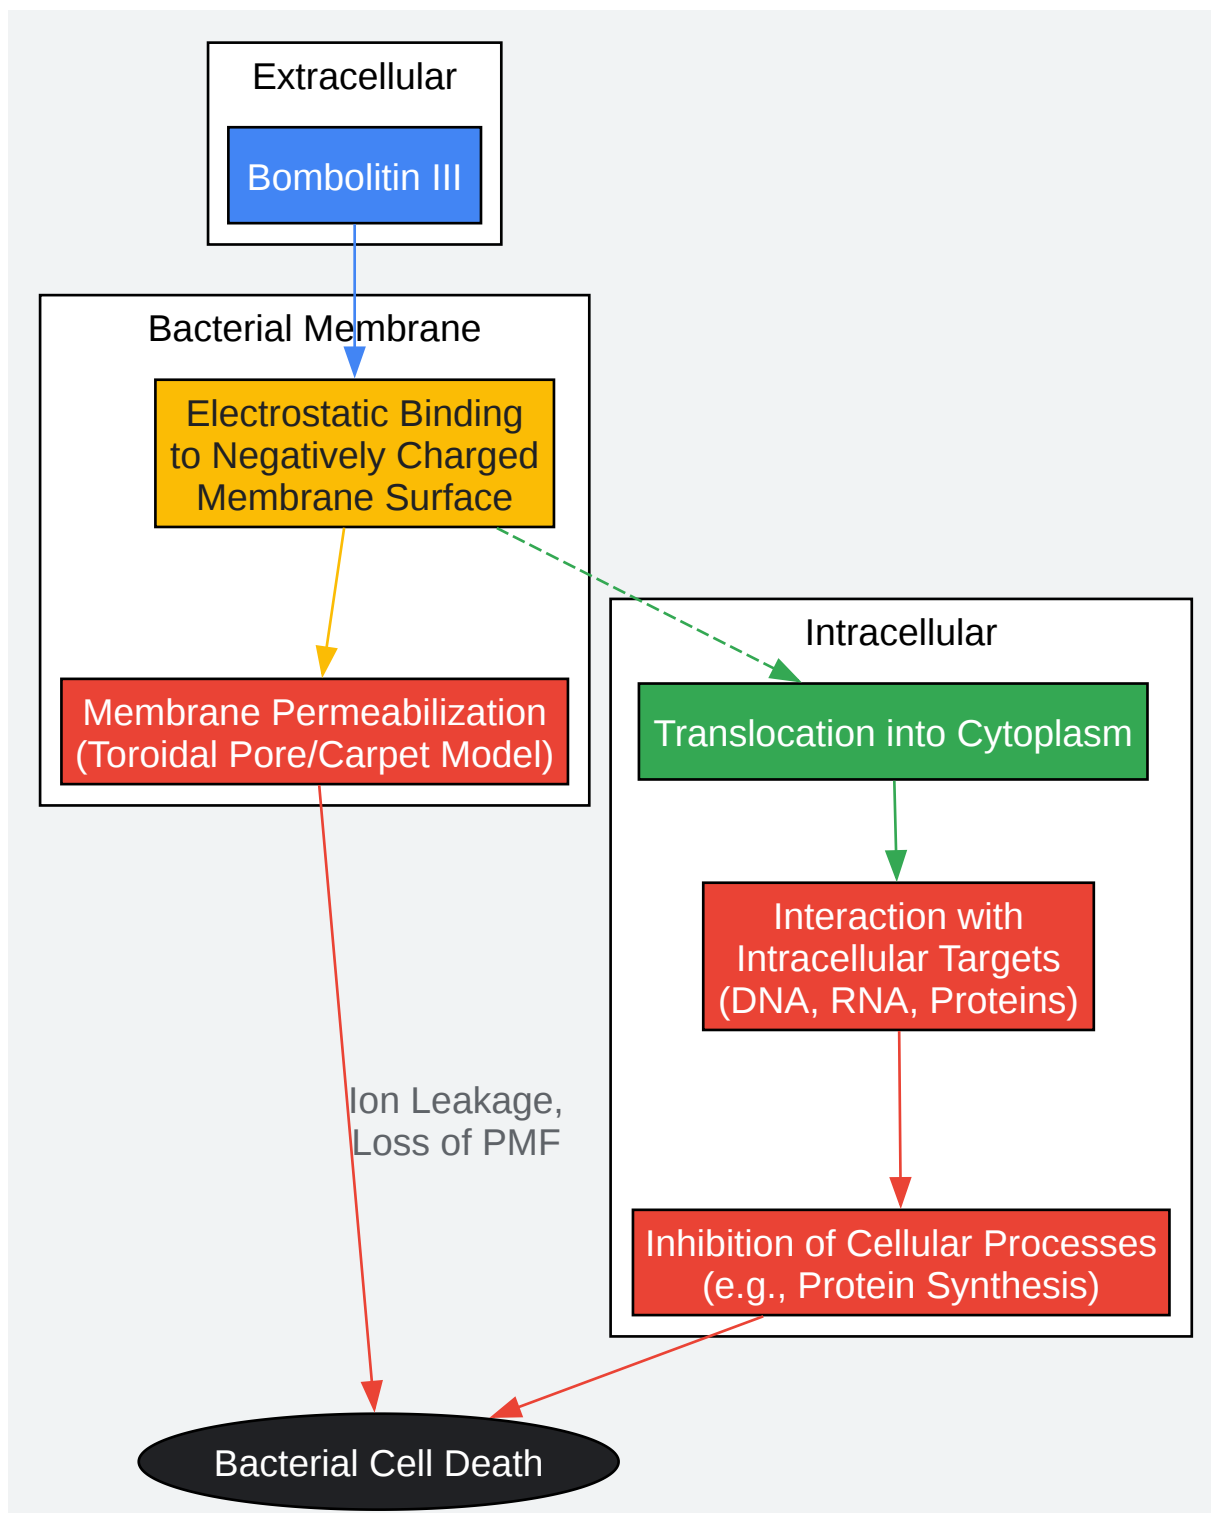 Extracellular
Bombolitin III
Bacterial Membrane
Electrostatic Binding
to Negatively Charged
Membrane Surface
Membrane Permeabilization
(Toroidal Pore/Carpet Model)
Intracellular
Translocation into Cytoplasm
Interaction with
Intracellular Targets
(DNA, RNA, Proteins)
Ion Leakage,
Loss of PMF
Inhibition of Cellular Processes
(e.g., Protein Synthesis)
Bacterial Cell Death